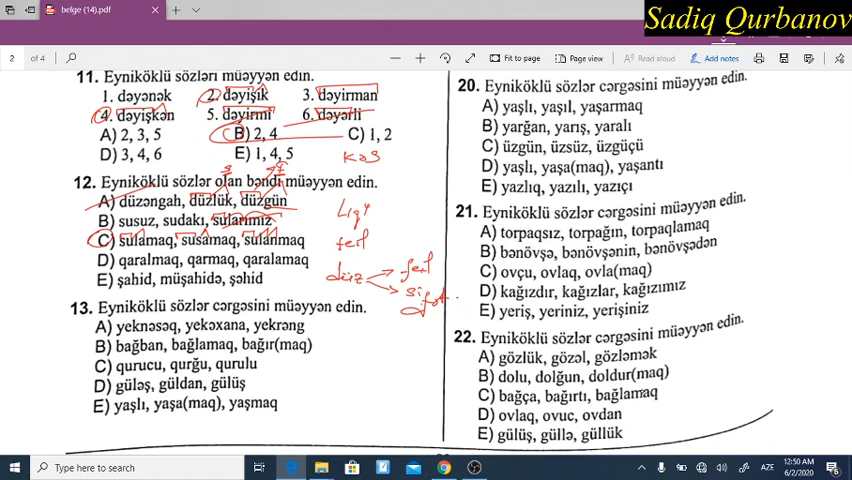 Sadiq Qurbanov
belge (14).pdf
2 of 4
Fit to page
Page view
Read aloud
Add notes
11. Eyniköklü sözləri müəyyən edin.
1. dəyənək 2. dəyişik 3. dəyirman
4. dəyişkən 5. dəyirmi 6. dəyərli
A) 2, 3, 5 B) 2, 4 C) 1, 2
D) 3, 4, 6 E) 1, 4, 5
12. Eyniköklü sözlər olan bəndi müəyyən edin.
A) düzəngah, düzlük, düzgün
B) susuz, sudakı, sularımız
C) sulamaq, susamaq, sulanmaq
D) qaralmaq, qarmaq, qaralamaq
E) şahid, müşahidə, şəhid
feil
düz
feil
13. Eyniköklü sözlər cərgəsini müəyyən edin.
A) yeknəsəq, yekəxana, yekrəng
B) bağban, bağlamaq, bağır(maq)
C) qurucu, qurğu, qurulu
D) güləş, güldan, gülüş
E) yaşlı, yaşa(maq), yaşmaq
20. Eyniköklü sözlər cərgəsini müəyyən edin.
A) yaşlı, yaşıl, yaşarmaq
B) yarğan, yarış, yaralı
C) üzgün, üzsüz, üzgüçü
D) yaşlı, yaşa(maq), yaşantı
E) yazlıq, yazılı, yazıçı
21. Eyniköklü sözlər cərgəsini müəyyən edin.
A) torpaqsız, torpağın, torpaqlamaq
B) bənövşə, bənövşənin, bənövşədən
C) ovçu, ovlaq, ovla(maq)
D) kağızdır, kağızlar, kağızımız
E) yeriş, yeriniz, yerişiniz
22. Eyniköklü sözlər cərgəsini müəyyən edin.
A) gözlük, gözəl, gözləmək
B) dolu, dolğun, doldur(maq)
C) bağça, bağırtı, bağlamaq
D) ovlaq, ovuc, ovdan
E) gülüş, güllə, güllük
Type here to search
AZE
12:50 AM
6/2/2020